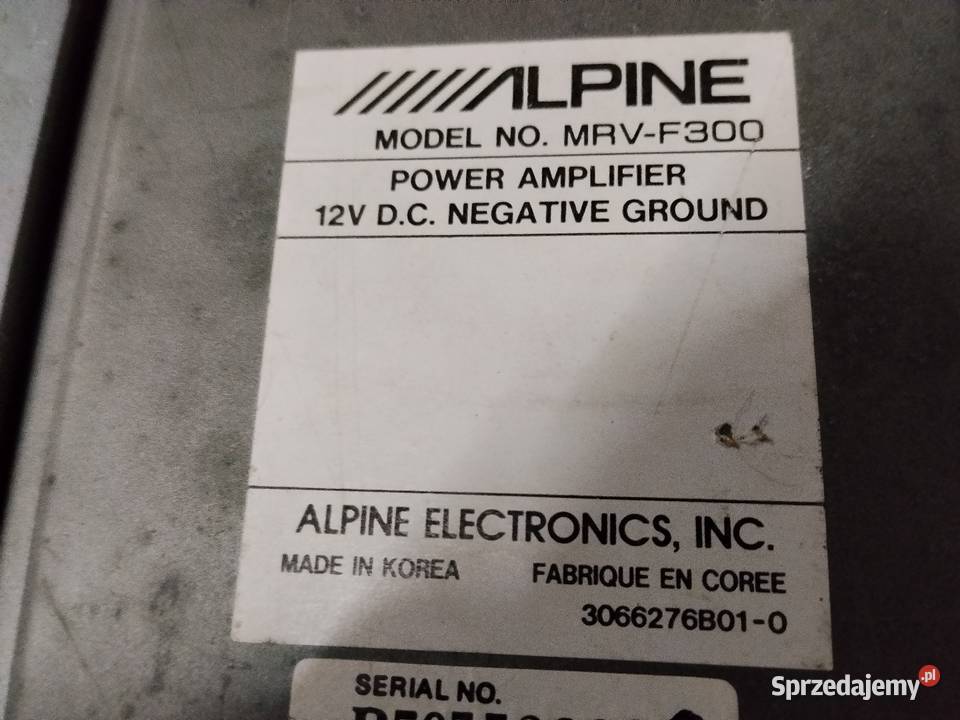 ALPINE
MODEL NO. MRV-F300
POWER AMPLIFIER
12V D.C. NEGATIVE GROUND
ALPINE ELECTRONICS, INC.
MADE IN KOREA FABRIQUE EN COREE
3066276B01-0
SERIAL NO.
Sprzedajemy.pl